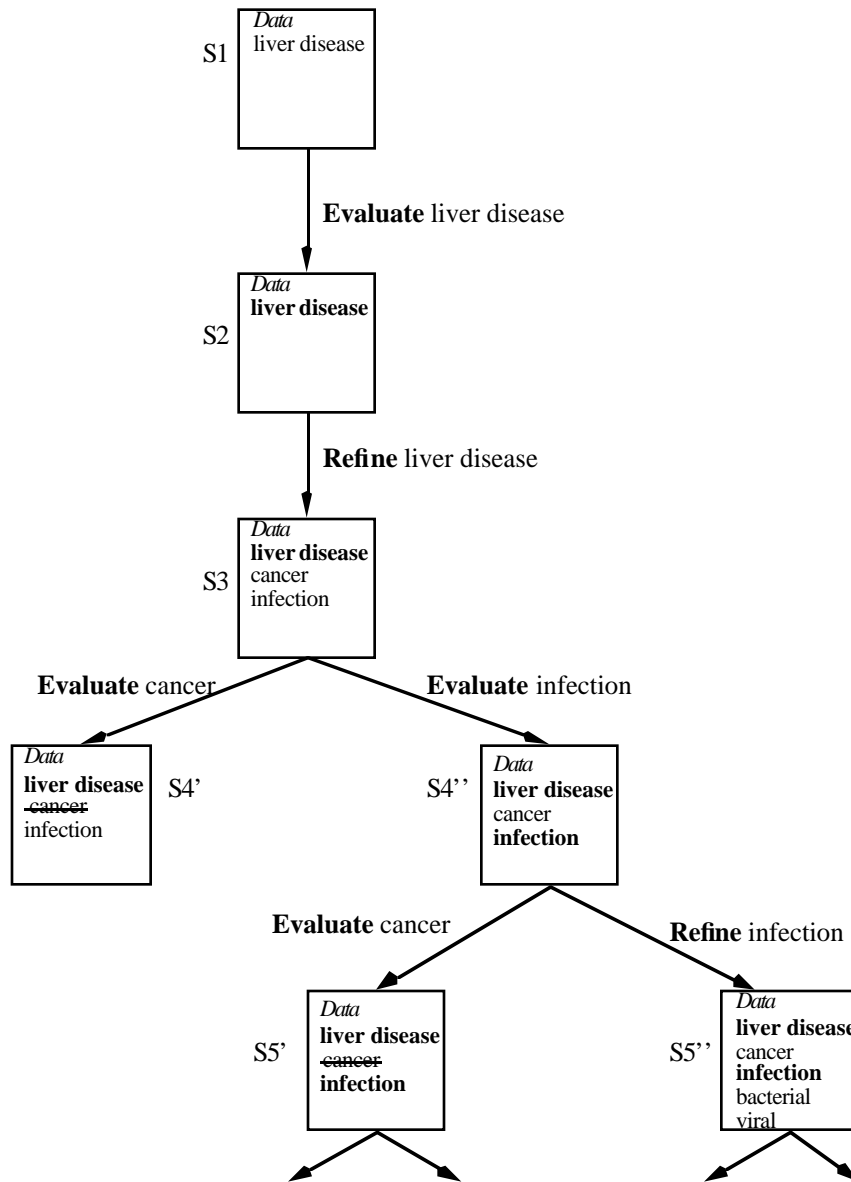 Data
liver disease
S1
Evaluate liver disease
Data
liver disease
S2
Refine liver disease
Data
liver disease
cancer
infection
S3
Evaluate cancer
Evaluate infection
Data
liver disease
cancer
infection
S4’
S4’’
Data
liver disease
cancer
infection
Evaluate cancer
Refine infection
S5’
Data
liver disease
cancer
infection
S5’’
Data
liver disease
cancer
infection
bacterial
viral